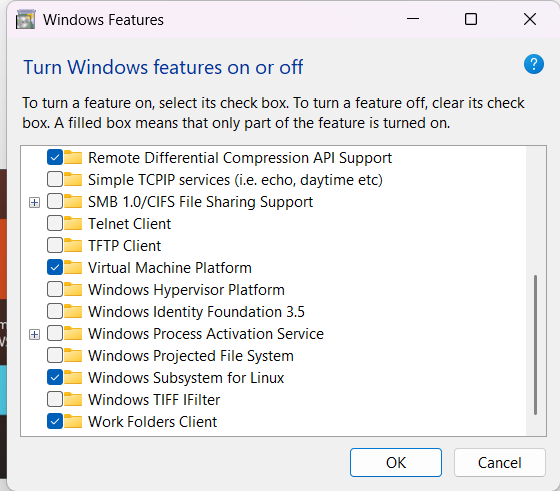 Windows Features
Turn Windows features on or off
?
To turn a feature on, select its check box. To turn a feature off, clear its check
box. A filled box means that only part of the feature is turned on.
Remote Differential Compression API Support
Simple TCPIP services (i.e. echo, daytime etc)
SMB 1.0/CIFS File Sharing Support
Telnet Client
TFTP Client
Virtual Machine Platform
Windows Hypervisor Platform
Windows Identity Foundation 3.5
Windows Process Activation Service
Windows Projected File System
Windows Subsystem for Linux
Windows TIFF IFilter
Work Folders Client
OK
Cancel